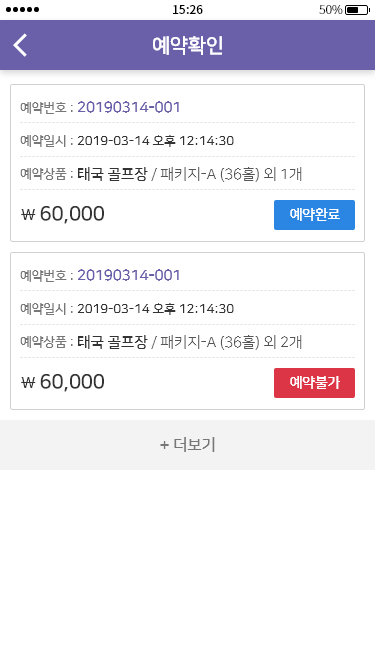 15:26
50%
예약확인
예약번호 : 20190314-001
예약일시 : 2019-03-14 오후 12:14:30
예약상품 : 태국 골프장 / 패키지-A (36홀) 외 1개
₩ 60,000
예약완료
예약번호 : 20190314-001
예약일시 : 2019-03-14 오후 12:14:30
예약상품 : 태국 골프장 / 패키지-A (36홀) 외 2개
₩ 60,000
예약불가
+ 더보기